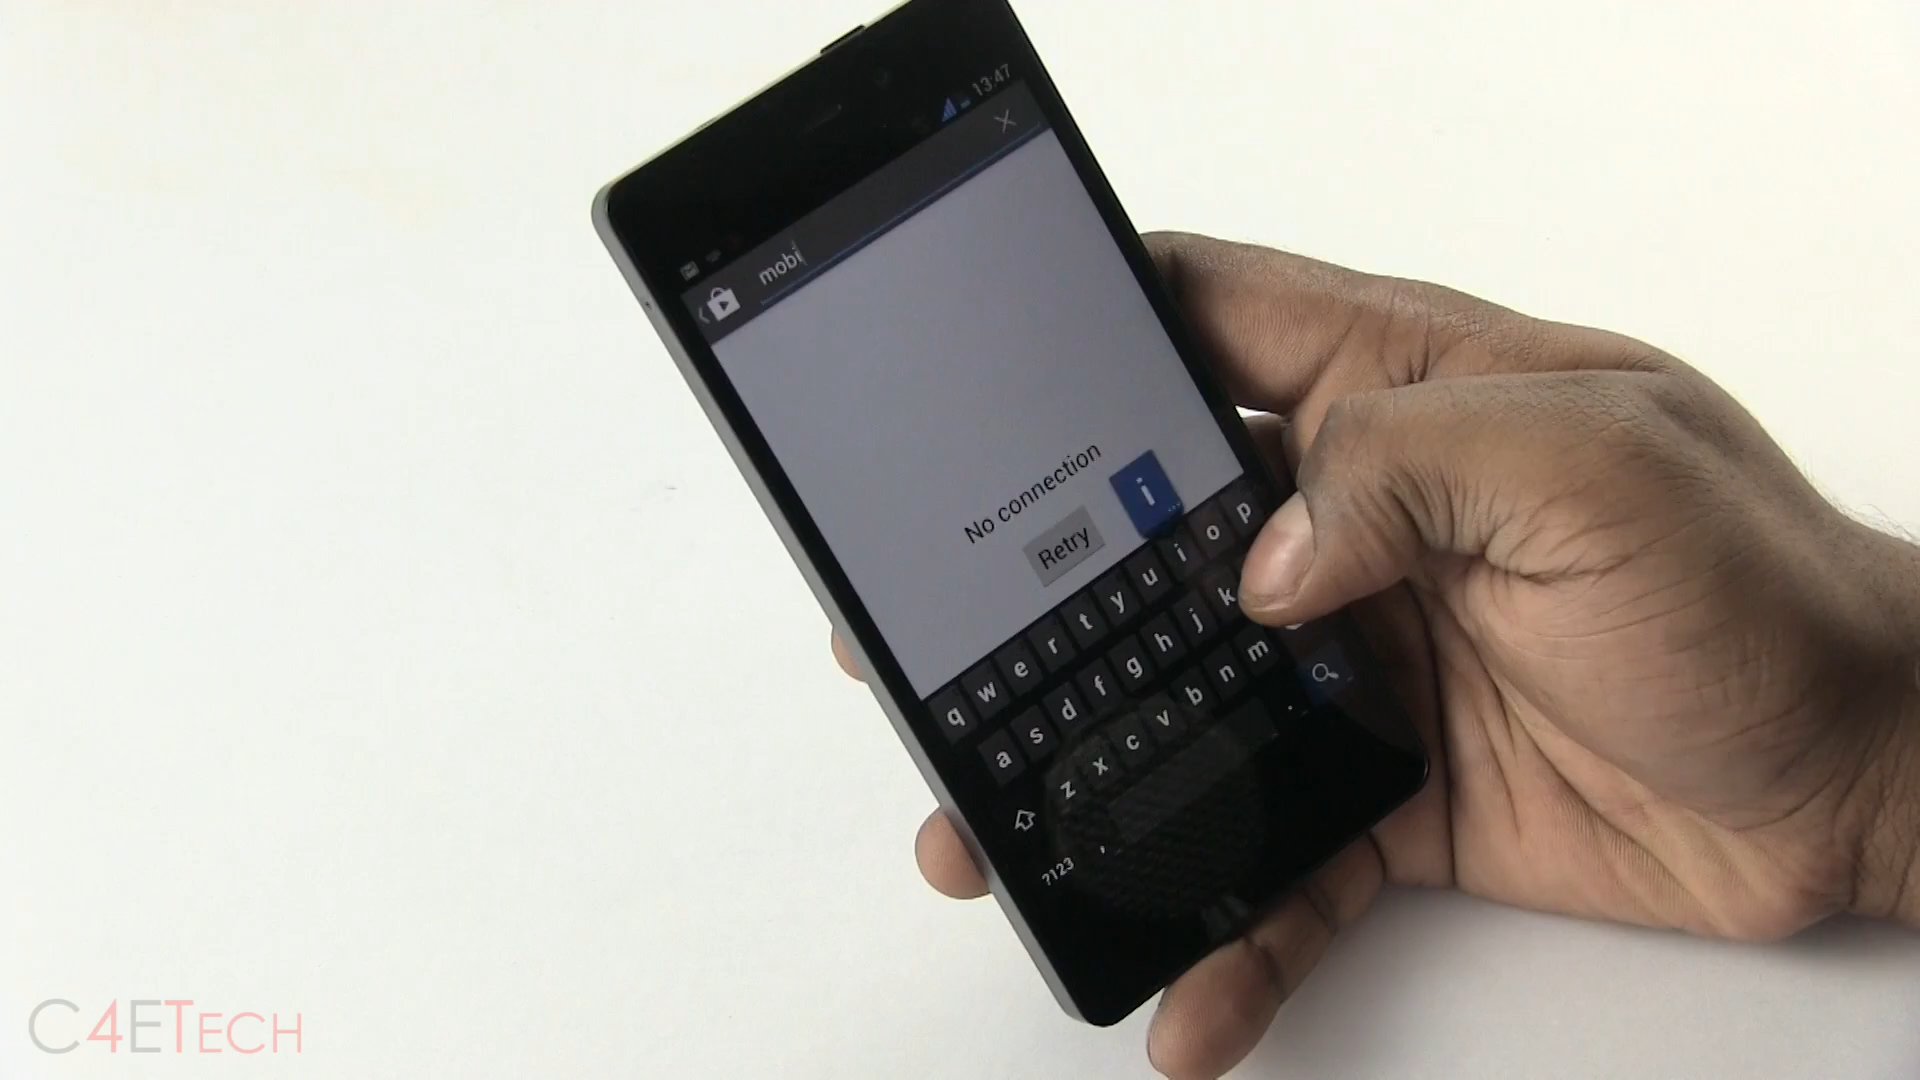 13:47
mobi
No connection
Retry
i
q w e r t y u i o p
a s d f g h j k
z x c v b n m
?123 , .
C4ETECH